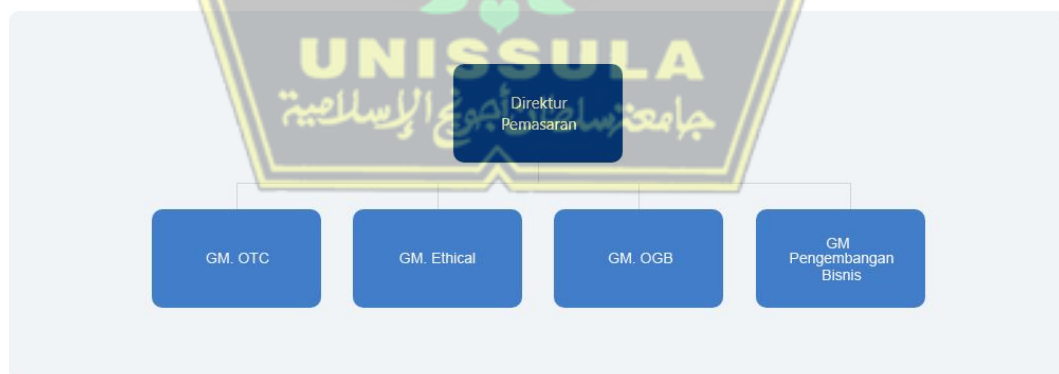 UNISSULA
جامعة سلطان أجونج الإسلامية
Direktur
Pemasaran
GM. OTC
GM. Ethical
GM. OGB
GM
Pengembangan
Bisnis